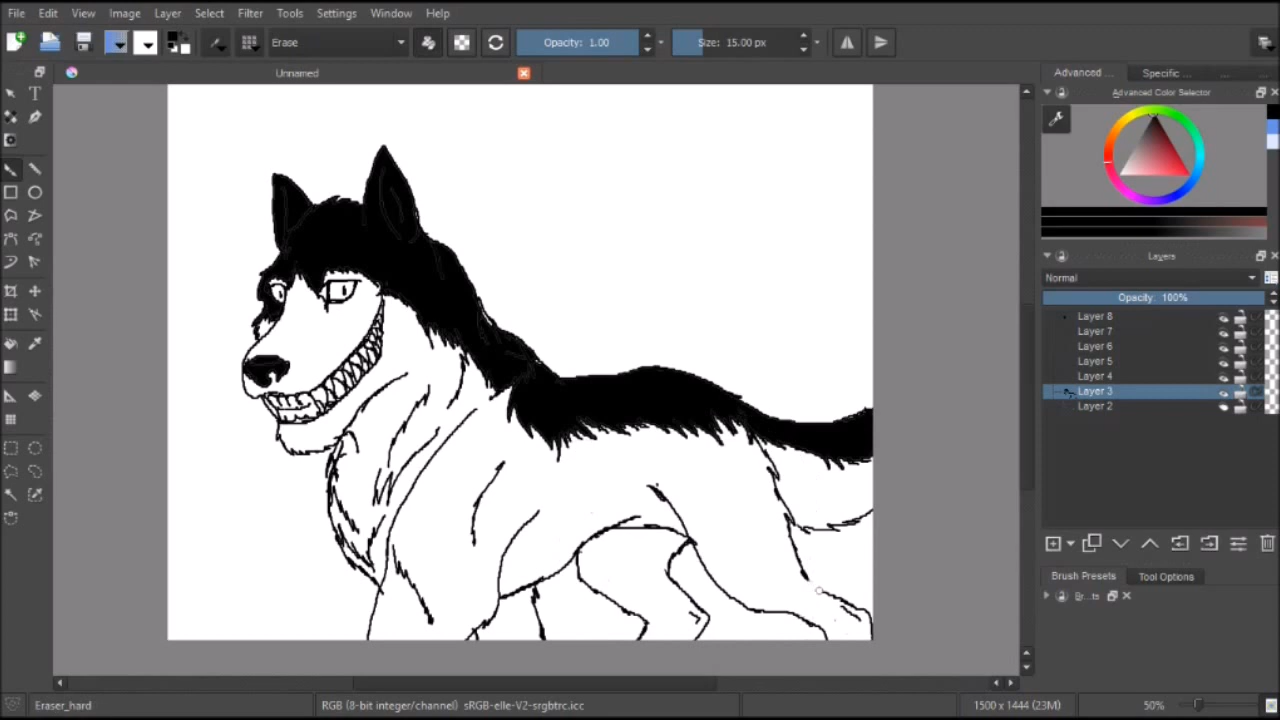 File Edit View Image Layer Select Filter Tools Settings Window Help
Erase
Opacity: 1.00
Size: 15.00 px
Unnamed
Advanced ...
Specific ...
Advanced Color Selector
Layers
Normal
Opacity: 100%
Layer 8
Layer 7
Layer 6
Layer 5
Layer 4
Layer 3
Layer 2
Brush Presets
Tool Options
Br...ts
Eraser_hard
RGB (8-bit integer/channel) sRGB-elle-V2-srgbtrc.icc
1500 x 1444 (23M)
50%